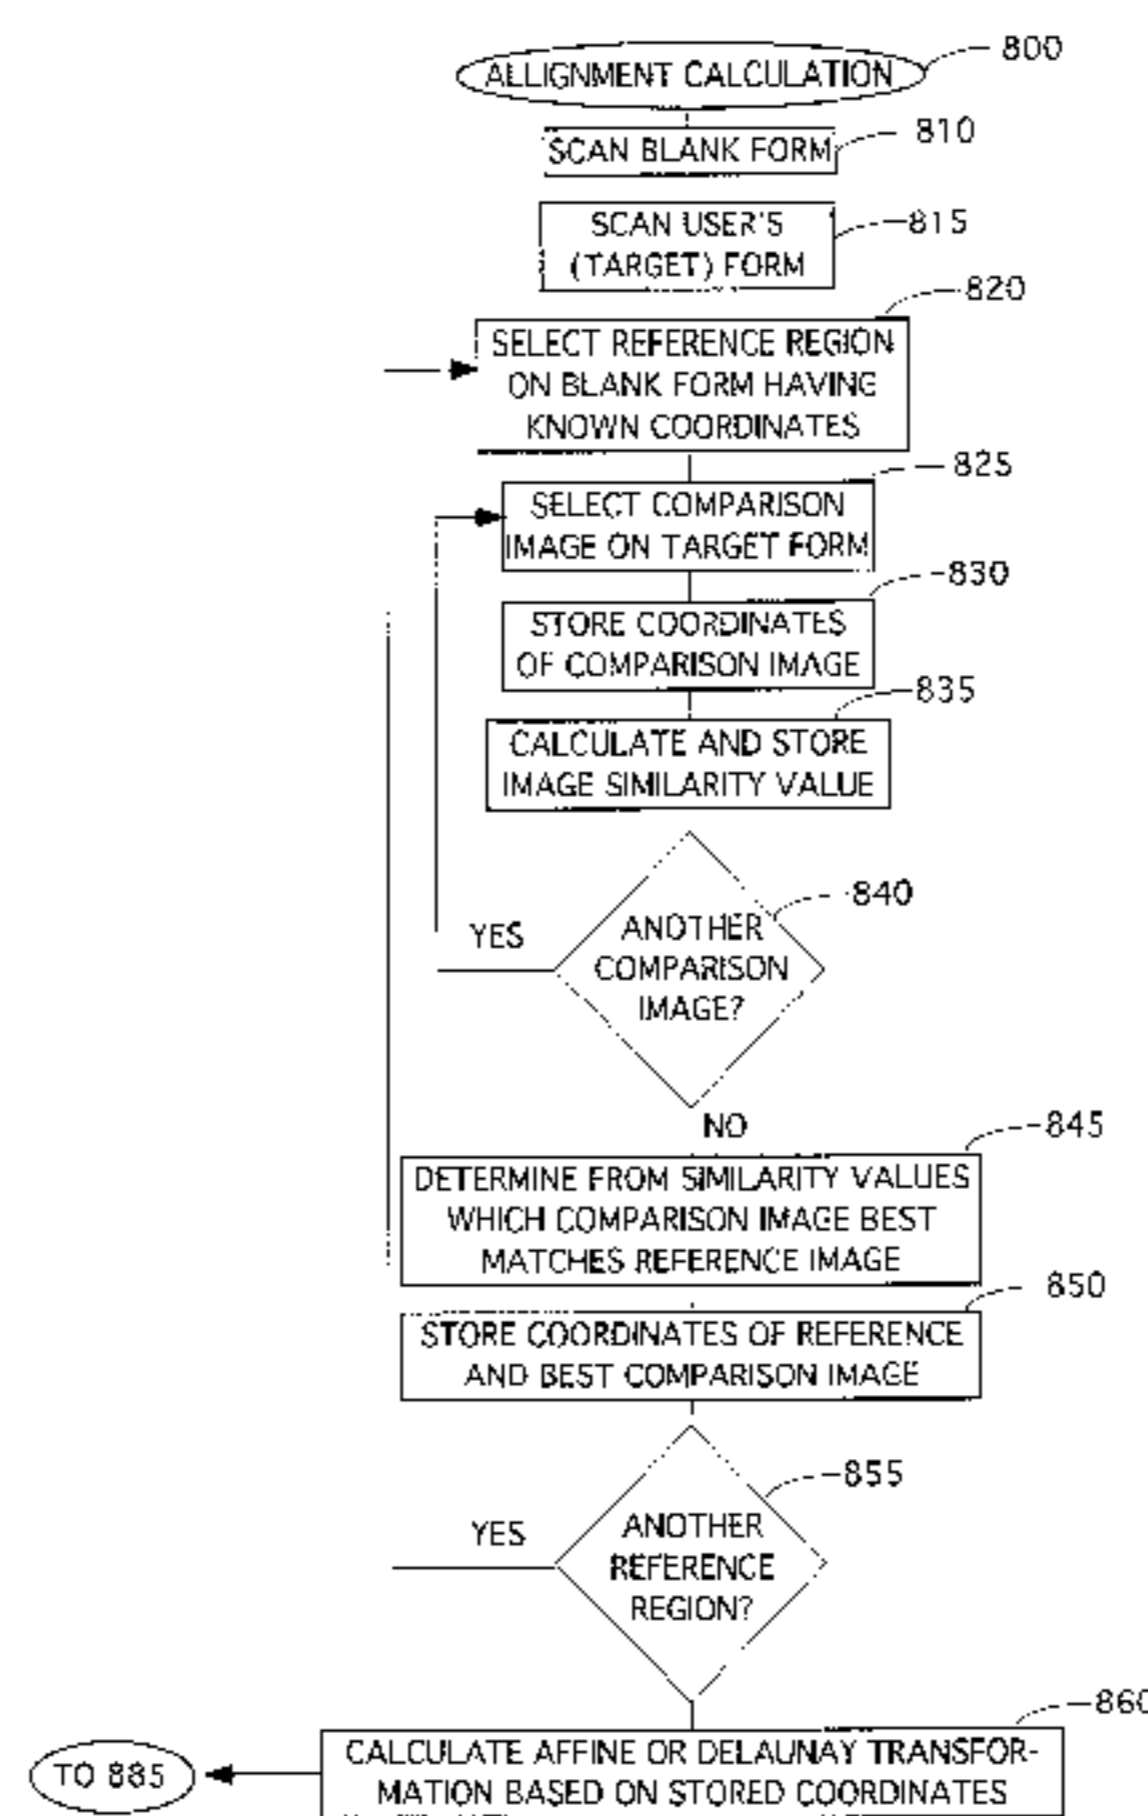 ALLIGNMENT CALCULATION
800
SCAN BLANK FORM
810
SCAN USER'S
(TARGET) FORM
815
820
SELECT REFERENCE REGION
ON BLANK FORM HAVING
KNOWN COORDINATES
825
SELECT COMPARISON
IMAGE ON TARGET FORM
830
STORE COORDINATES
OF COMPARISON IMAGE
835
CALCULATE AND STORE
IMAGE SIMILARITY VALUE
840
YES
ANOTHER
COMPARISON
IMAGE?
NO
845
DETERMINE FROM SIMILARITY VALUES
WHICH COMPARISON IMAGE BEST
MATCHES REFERENCE IMAGE
850
STORE COORDINATES OF REFERENCE
AND BEST COMPARISON IMAGE
855
YES
ANOTHER
REFERENCE
REGION?
860
CALCULATE AFFINE OR DELAUNAY TRANSFOR-
MATION BASED ON STORED COORDINATES
TO 885